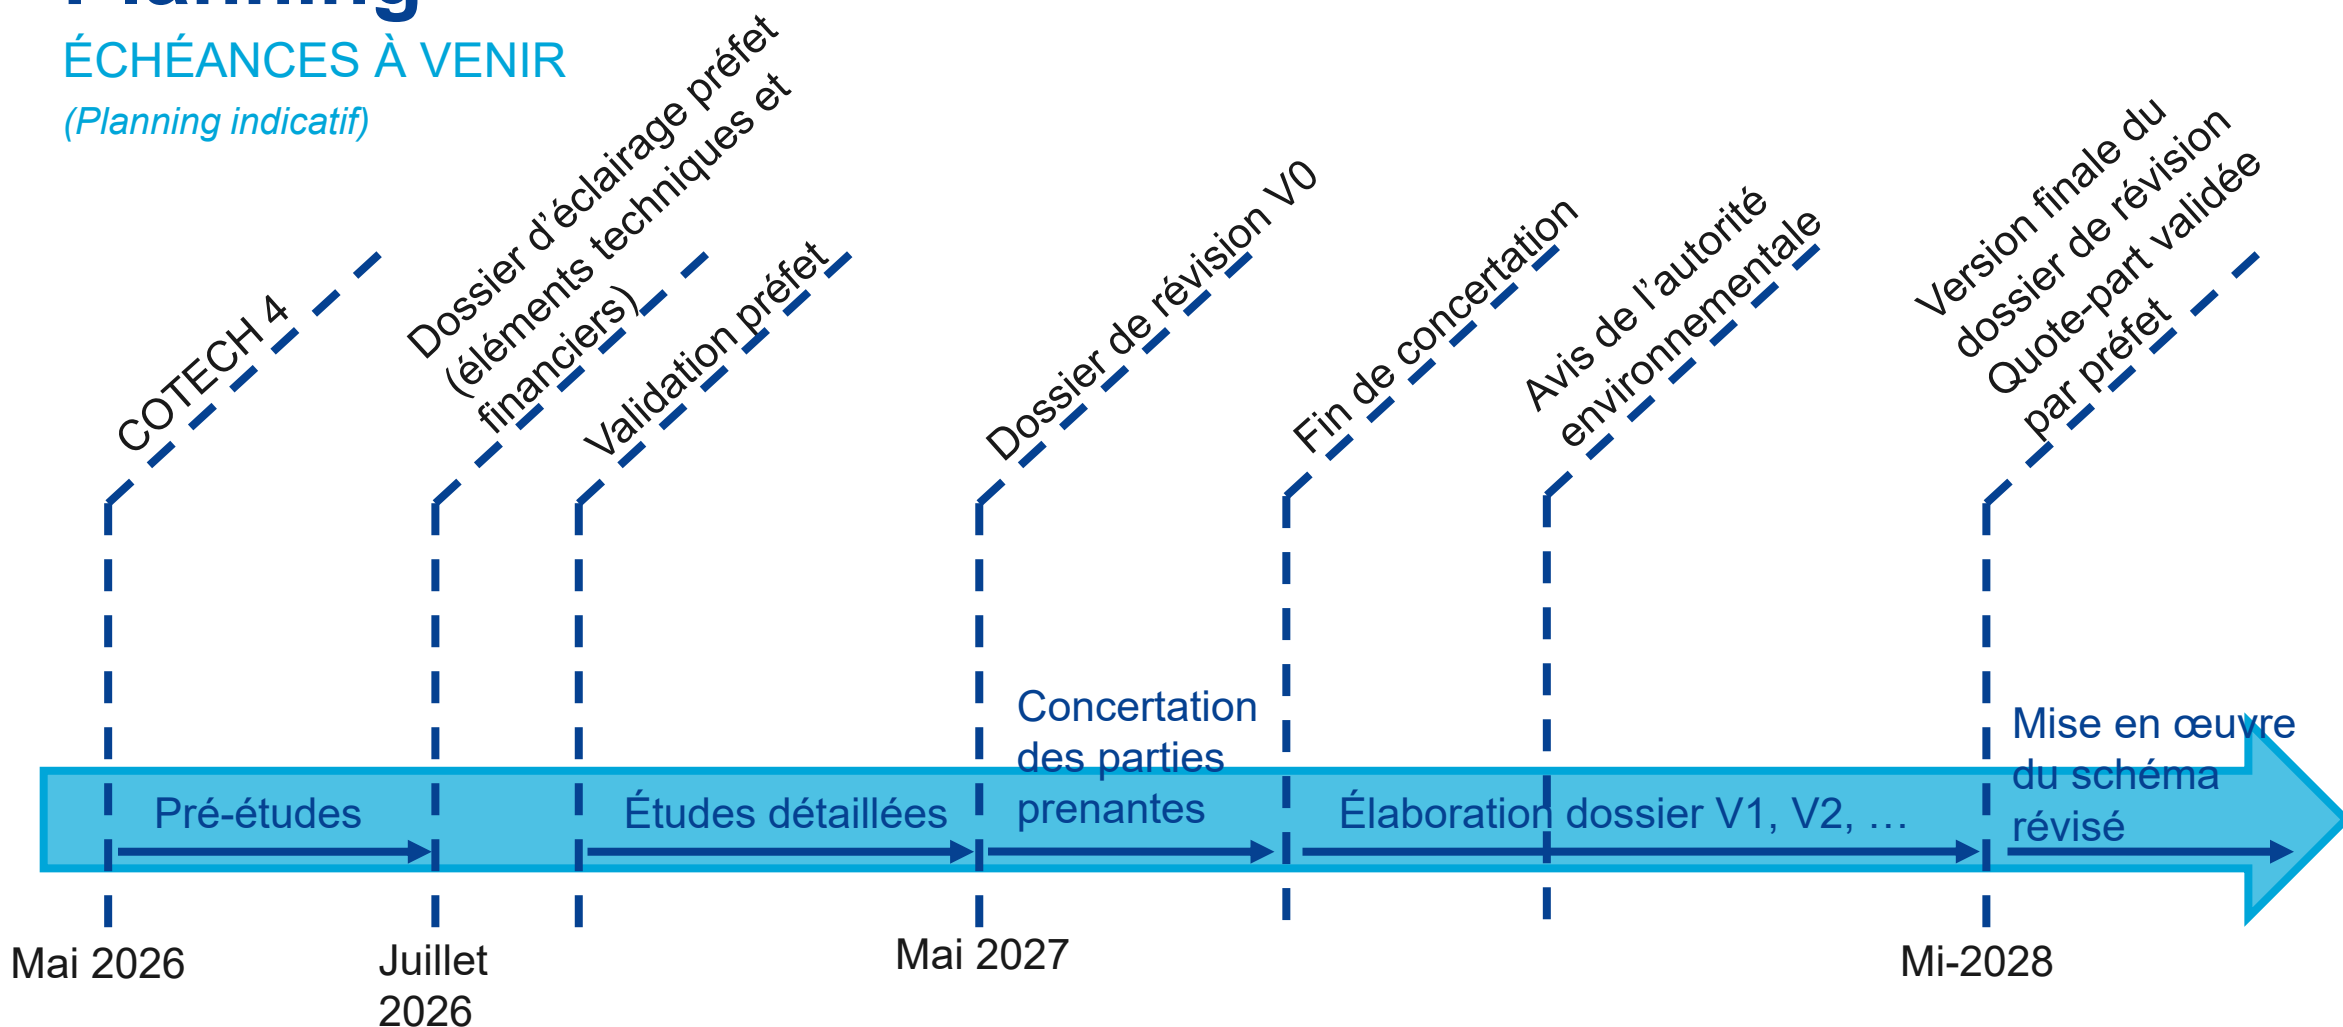 Planning
ÉCHÉANCES À VENIR
(Planning indicatif)
COTECH 4
Dossier d'éclairage préfet
(éléments techniques et
financiers)
Validation préfet
Dossier de révision V0
Fin de concertation
Avis de l'autorité
environnementale
Version finale du
dossier de révision
Quote-part validée
par préfet
Pré-études
Études détaillées
Concertation
des parties
prenantes
Élaboration dossier V1, V2, …
Mise en œuvre
du schéma
révisé
Mai 2026
Juillet
2026
Mai 2027
Mi-2028